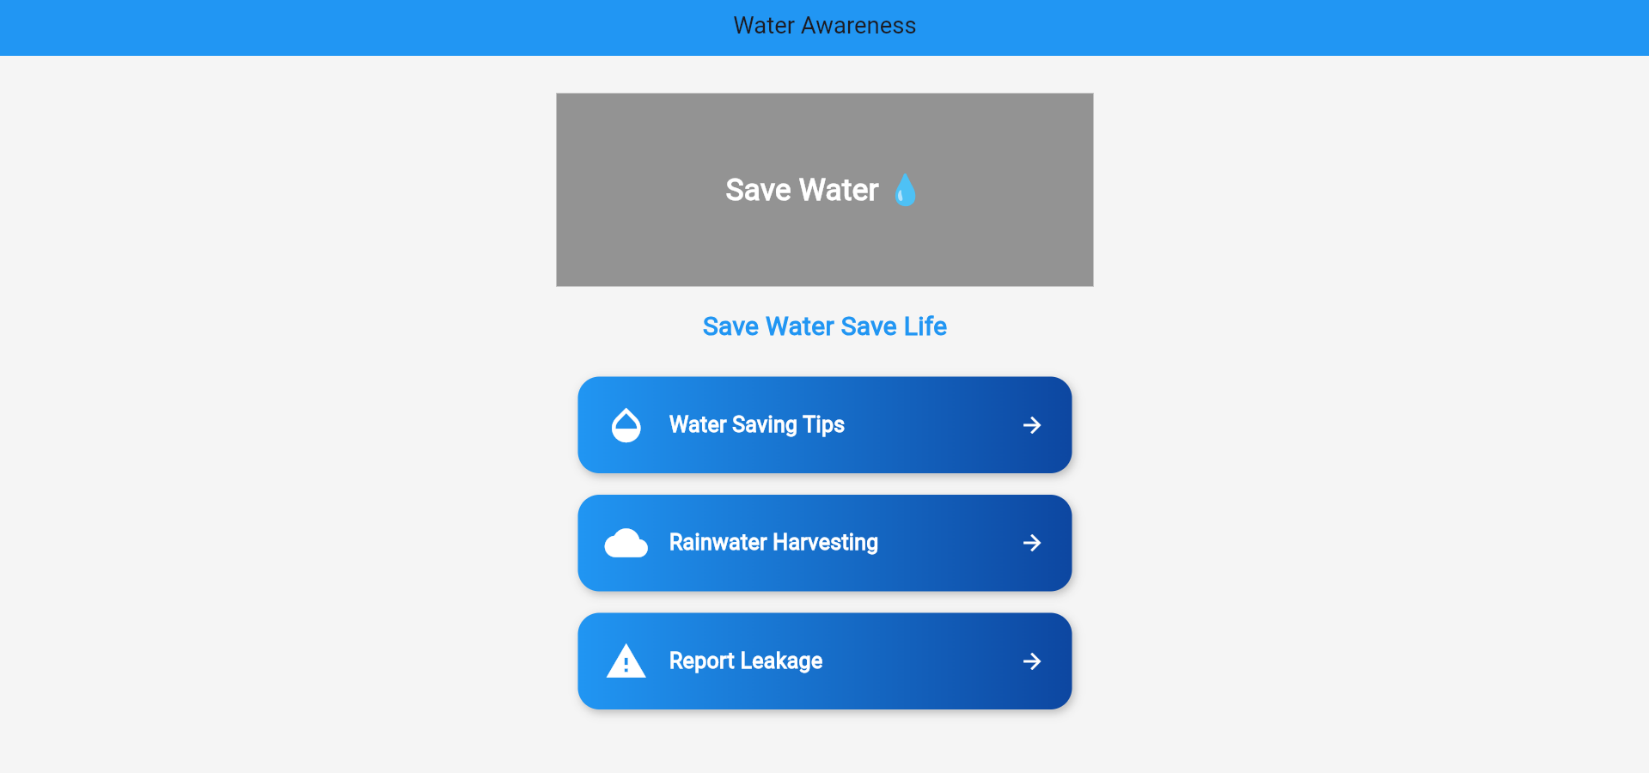 Water Awareness
Save Water 💧
Save Water Save Life
Water Saving Tips
Rainwater Harvesting
Report Leakage